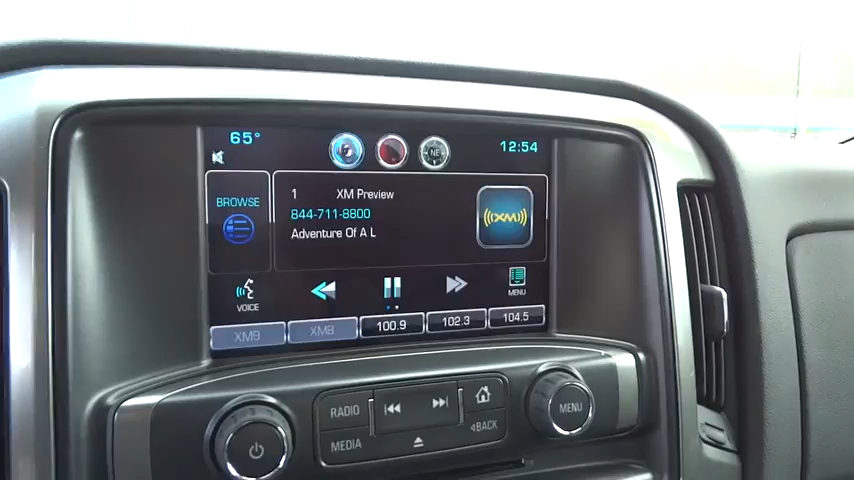 65°
NE
12:54
BROWSE
1 XM Preview
844-711-8800
Adventure Of A L
((XM))
VOICE
MENU
XM9 XM8 100.9 102.3 104.5
RADIO
MEDIA
BACK
MENU